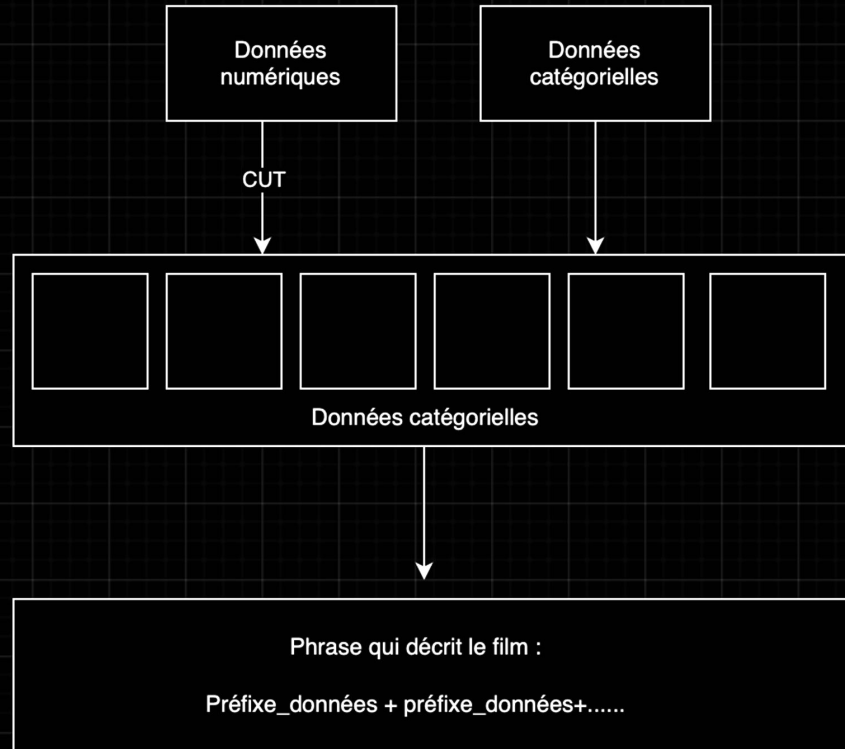 Données
numériques
Données
catégorielles
CUT
Données catégorielles
Phrase qui décrit le film :
Préfixe_données + préfixe_données+......